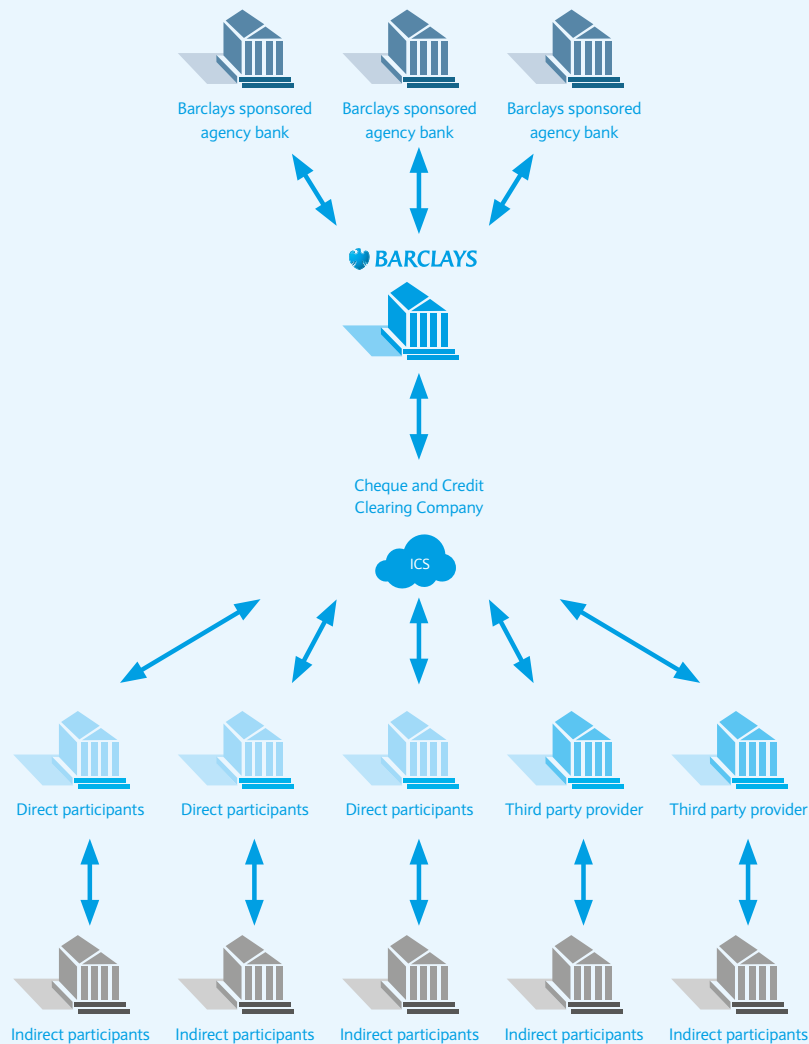 Barclays sponsored
agency bank
Barclays sponsored
agency bank
Barclays sponsored
agency bank
BARCLAYS
Cheque and Credit
Clearing Company
ICS
Direct participants
Direct participants
Direct participants
Third party provider
Third party provider
Indirect participants
Indirect participants
Indirect participants
Indirect participants
Indirect participants